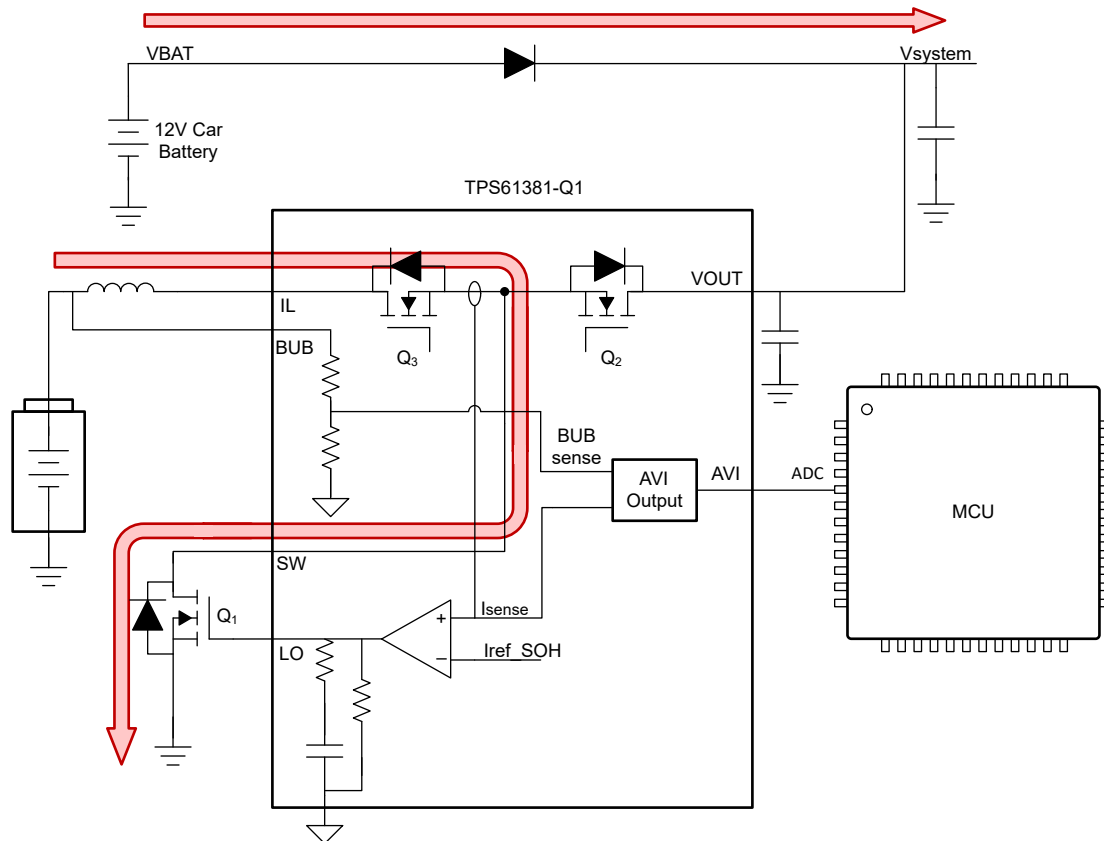 VBAT
Vsystem
12V Car
Battery
TPS61381-Q1
VOUT
IL
BUB
Q3
Q2
BUB
sense
AVI
Output
AVI
ADC
MCU
SW
Q1
Isense
LO
Iref_SOH
+
−